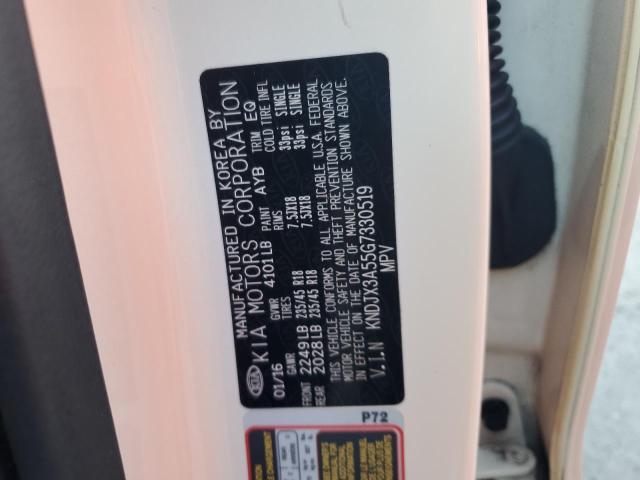 MANUFACTURED IN KOREA BY
KIA KIA MOTORS CORPORATION
01/16 GVWR 4101LB PAINT AYB TRIM EQ
GAWR TIRES RIMS COLD TIRE INFL
FRONT 2249LB 235/45 R18 7.5JX18 33psi SINGLE
REAR 2028LB 235/45 R18 7.5JX18 33psi SINGLE
THIS VEHICLE CONFORMS TO ALL APPLICABLE U.S.A. FEDERAL
MOTOR VEHICLE SAFETY AND THEFT PREVENTION STANDARDS
IN EFFECT ON THE DATE OF MANUFACTURE SHOWN ABOVE.
V.I.N KNDJX3A55G7330519
MPV
P72